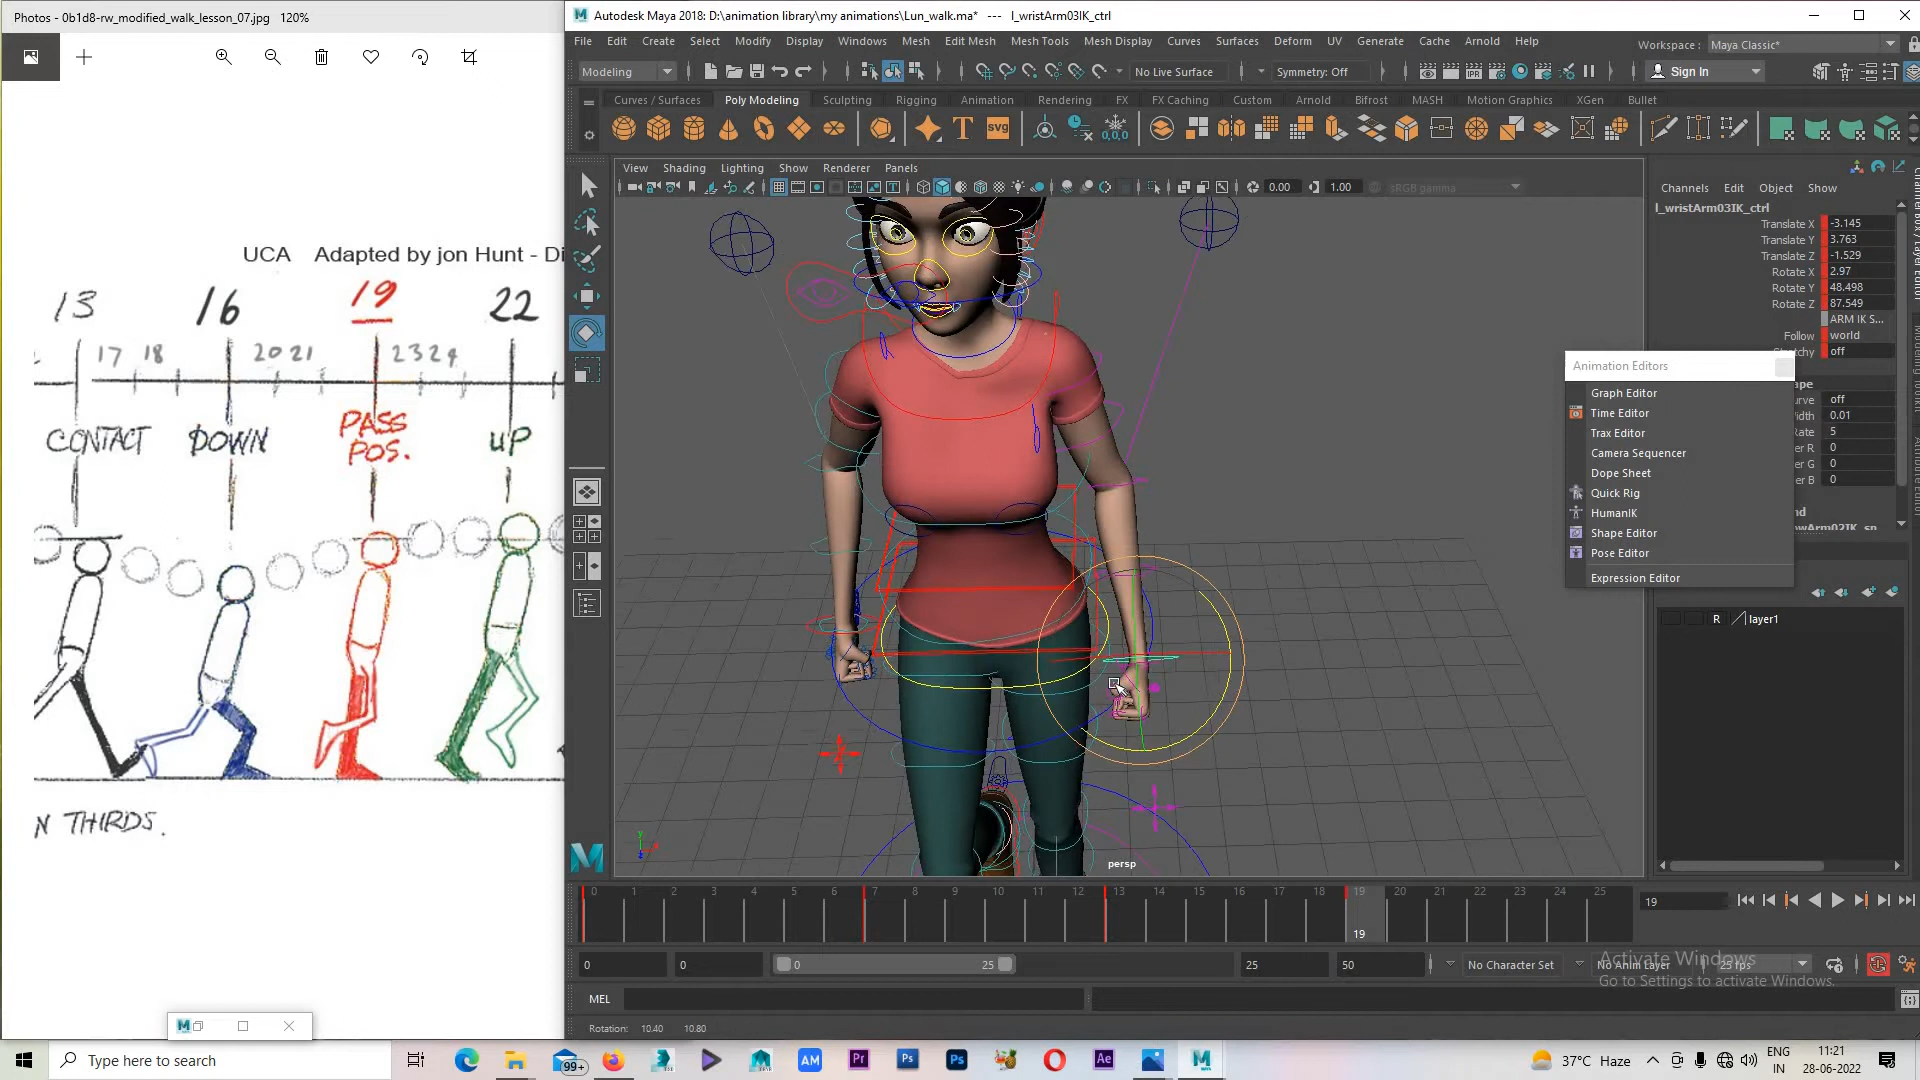 Photos - 0b1d8-rw_modified_walk_lesson_07.jpg   120%
UCA   Adapted by jon Hunt - Di
13 16 19 22
17 18 20 21 23 24
CONTACT DOWN PASS POS. UP
N THIRDS.
Autodesk Maya 2018: D:\animation library\my animations\Lun_walk.ma*   ---   l_wristArm03IK_ctrl
File Edit Create Select Modify Display Windows Mesh Edit Mesh Mesh Tools Mesh Display Curves Surfaces Deform UV Generate Cache Arnold Help
Workspace : Maya Classic*
Modeling
No Live Surface
Symmetry: Off
Sign In
Curves / Surfaces Poly Modeling Sculpting Rigging Animation Rendering FX FX Caching Custom Arnold Bifrost MASH Motion Graphics XGen Bullet
View Shading Lighting Show Renderer Panels
0.00 1.00 sRGB gamma
persp
Channels Edit Object Show
l_wristArm03IK_ctrl
Translate X -3.145
Translate Y 3.763
Translate Z -1.529
Rotate X 2.97
Rotate Y 48.498
Rotate Z 87.549
ARM IK S...
Follow world
off
Animation Editors
Graph Editor
Time Editor
Trax Editor
Camera Sequencer
Dope Sheet
Quick Rig
HumanIK
Shape Editor
Pose Editor
Expression Editor
off
0.01
5
0
0
0
R layer1
0 1 2 3 4 5 6 7 8 9 10 11 12 13 14 15 16 17 18 19 20 21 22 23 24 25
19
19
0 0 0 25 25 50 No Character Set No Anim Layer 25 fps
Activate Windows
Go to Settings to activate Windows.
MEL
Rotation: 10.40 10.80
Type here to search
99+
AM Pr Ps Ps Ae
37°C Haze
ENG
IN
11:21
28-06-2022